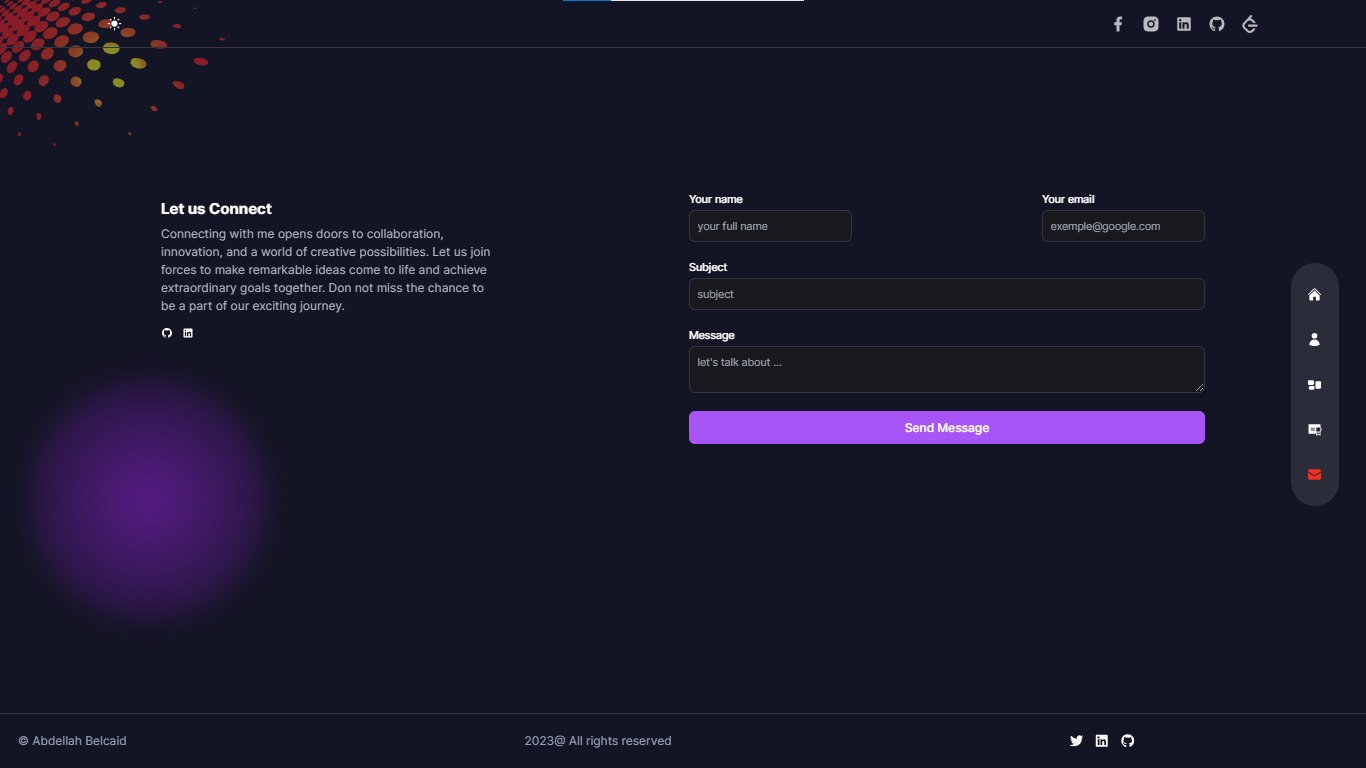 Let us Connect
Connecting with me opens doors to collaboration,
innovation, and a world of creative possibilities. Let us join
forces to make remarkable ideas come to life and achieve
extraordinary goals together. Don not miss the chance to
be a part of our exciting journey.
Your name
your full name
Your email
exemple@google.com
Subject
subject
Message
let's talk about ...
Send Message
© Abdellah Belcaid
2023@ All rights reserved